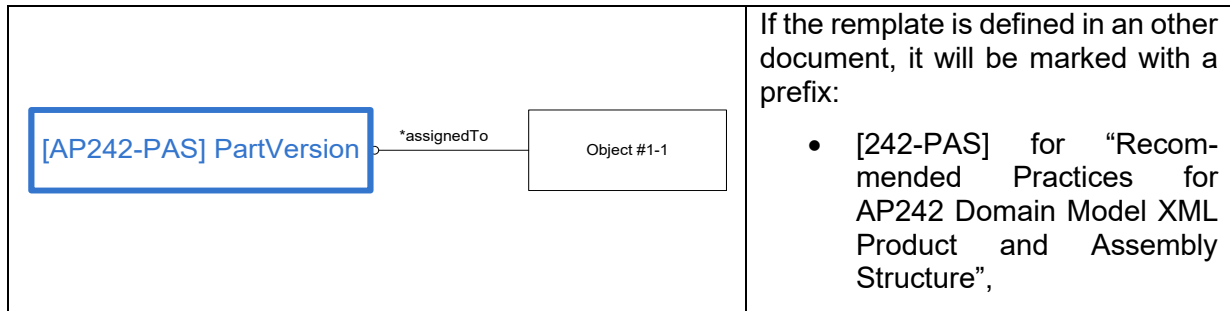 [AP242-PAS] PartVersion
*assignedTo
Object #1-1
If the remplate is defined in an other
document, it will be marked with a
prefix:
• [242-PAS] for “Recom-
mended Practices for
AP242 Domain Model XML
Product and Assembly
Structure”,